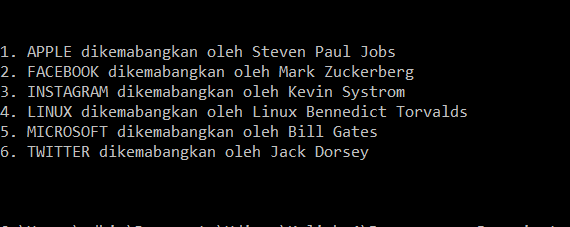 1. APPLE dikemabangkan oleh Steven Paul Jobs
2. FACEBOOK dikemabangkan oleh Mark Zuckerberg
3. INSTAGRAM dikemabangkan oleh Kevin Systrom
4. LINUX dikemabangkan oleh Linux Bennedict Torvalds
5. MICROSOFT dikemabangkan oleh Bill Gates
6. TWITTER dikemabangkan oleh Jack Dorsey